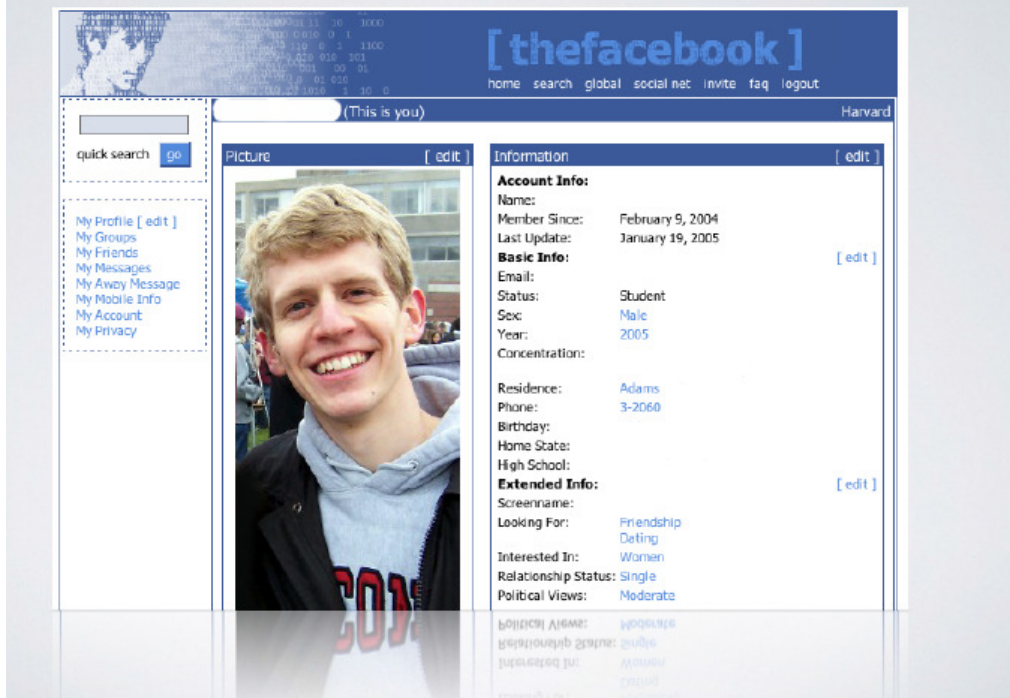 [ thefacebook ]
home search global social net invite faq logout
(This is you) Harvard
quick search go
My Profile [ edit ]
My Groups
My Friends
My Messages
My Away Message
My Mobile Info
My Account
My Privacy
Picture [ edit ]
Information [ edit ]
Account Info:
Name:
Member Since: February 9, 2004
Last Update: January 19, 2005
Basic Info: [ edit ]
Email:
Status: Student
Sex: Male
Year: 2005
Concentration:
Residence: Adams
Phone: 3-2060
Birthday:
Home State:
High School:
Extended Info: [ edit ]
Screenname:
Looking For: Friendship
Dating
Interested In: Women
Relationship Status: Single
Political Views: Moderate